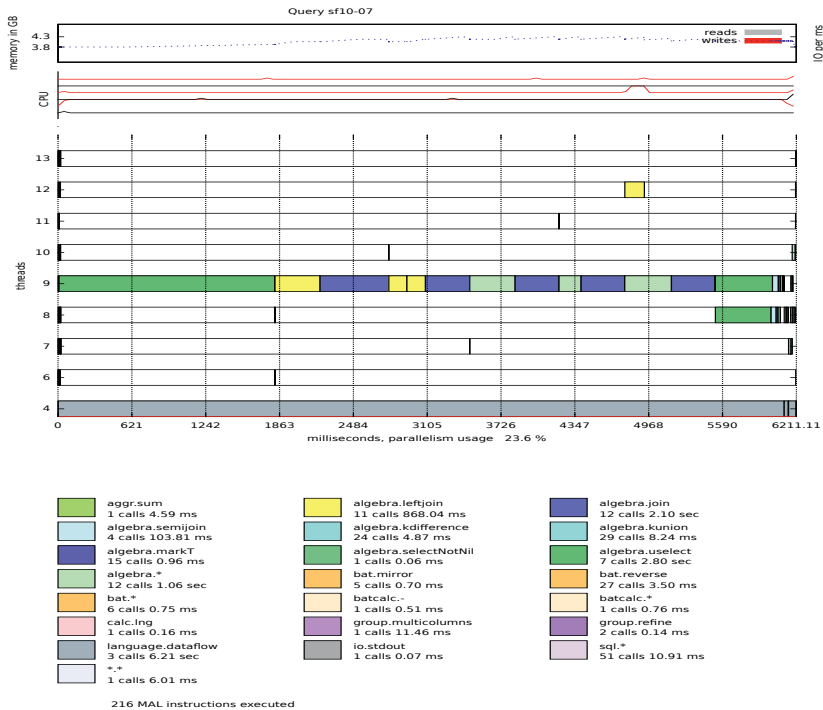 Query sf10-07
memory in GB
4.3
3.8
reads
writes
IO per ms
CPU
threads
13
12
11
10
9
8
7
6
4
0 621 1242 1863 2484 3105 3726 4347 4968 5590 6211.11
milliseconds, parallelism usage 23.6 %
aggr.sum
1 calls 4.59 ms
algebra.leftjoin
11 calls 868.04 ms
algebra.join
12 calls 2.10 sec
algebra.semijoin
4 calls 103.81 ms
algebra.kdifference
24 calls 4.87 ms
algebra.kunion
29 calls 8.24 ms
algebra.markT
15 calls 0.96 ms
algebra.selectNotNil
1 calls 0.06 ms
algebra.uselect
7 calls 2.80 sec
algebra.*
12 calls 1.06 sec
bat.mirror
5 calls 0.70 ms
bat.reverse
27 calls 3.50 ms
bat.*
6 calls 0.75 ms
batcalc.-
1 calls 0.51 ms
batcalc.*
1 calls 0.76 ms
calc.lng
1 calls 0.16 ms
group.multicolumns
1 calls 11.46 ms
group.refine
2 calls 0.14 ms
language.dataflow
3 calls 6.21 sec
io.stdout
1 calls 0.07 ms
sql.*
51 calls 10.91 ms
*.*
1 calls 6.01 ms
216 MAL instructions executed